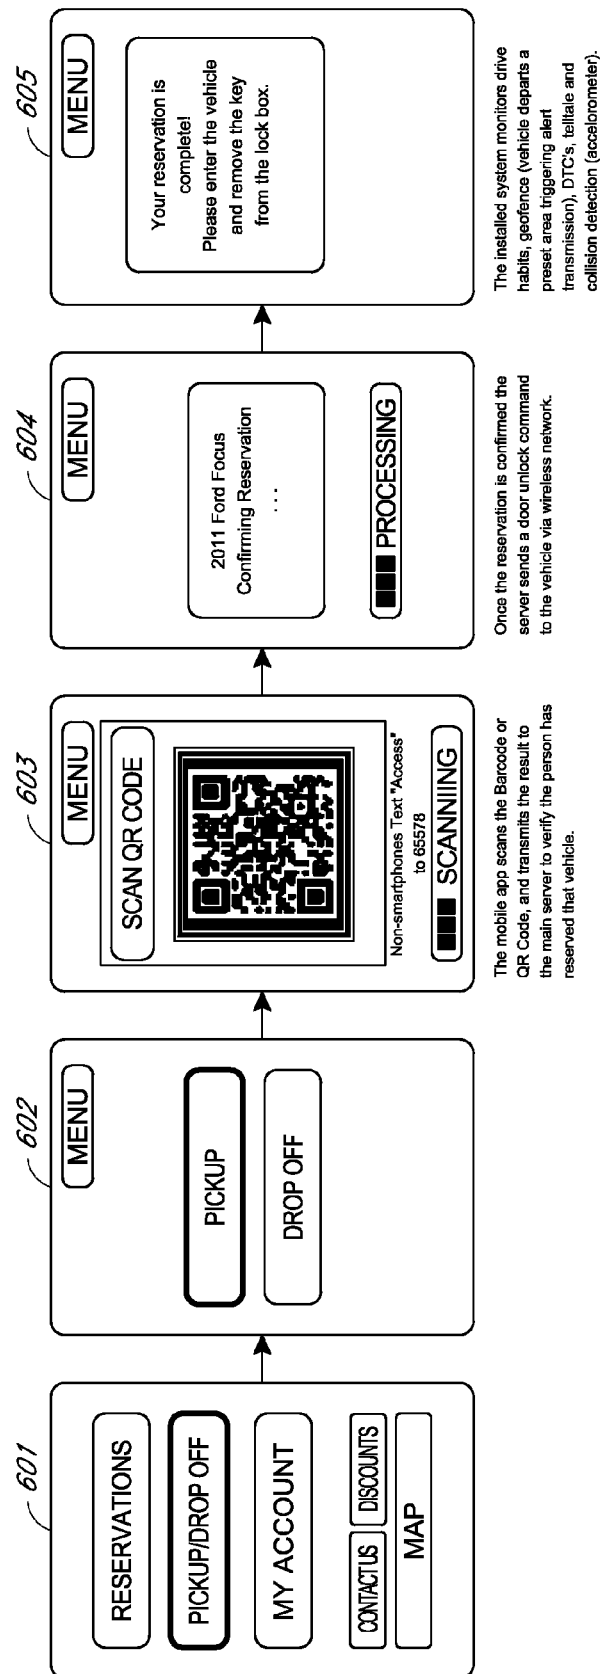 601
RESERVATIONS
PICKUP/DROP OFF
MY ACCOUNT
CONTACT US
DISCOUNTS
MAP
602
MENU
PICKUP
DROP OFF
603
MENU
SCAN QR CODE
Non-smartphones Text "Access"
to 65578
SCANNIING
The mobile app scans the Barcode or
QR Code, and transmits the result to
the main server to verify the person has
reserved that vehicle.
604
MENU
2011 Ford Focus
Confirming Reservation
. . .
PROCESSING
Once the reservation is confirmed the
server sends a door unlock command
to the vehicle via wireless network.
605
MENU
Your reservation is
complete!
Please enter the vehicle
and remove the key
from the lock box.
The installed system monitors drive
habits, geofence (vehicle departs a
preset area triggering alert
transmission), DTC's, telltale and
collision detection (accelorometer).